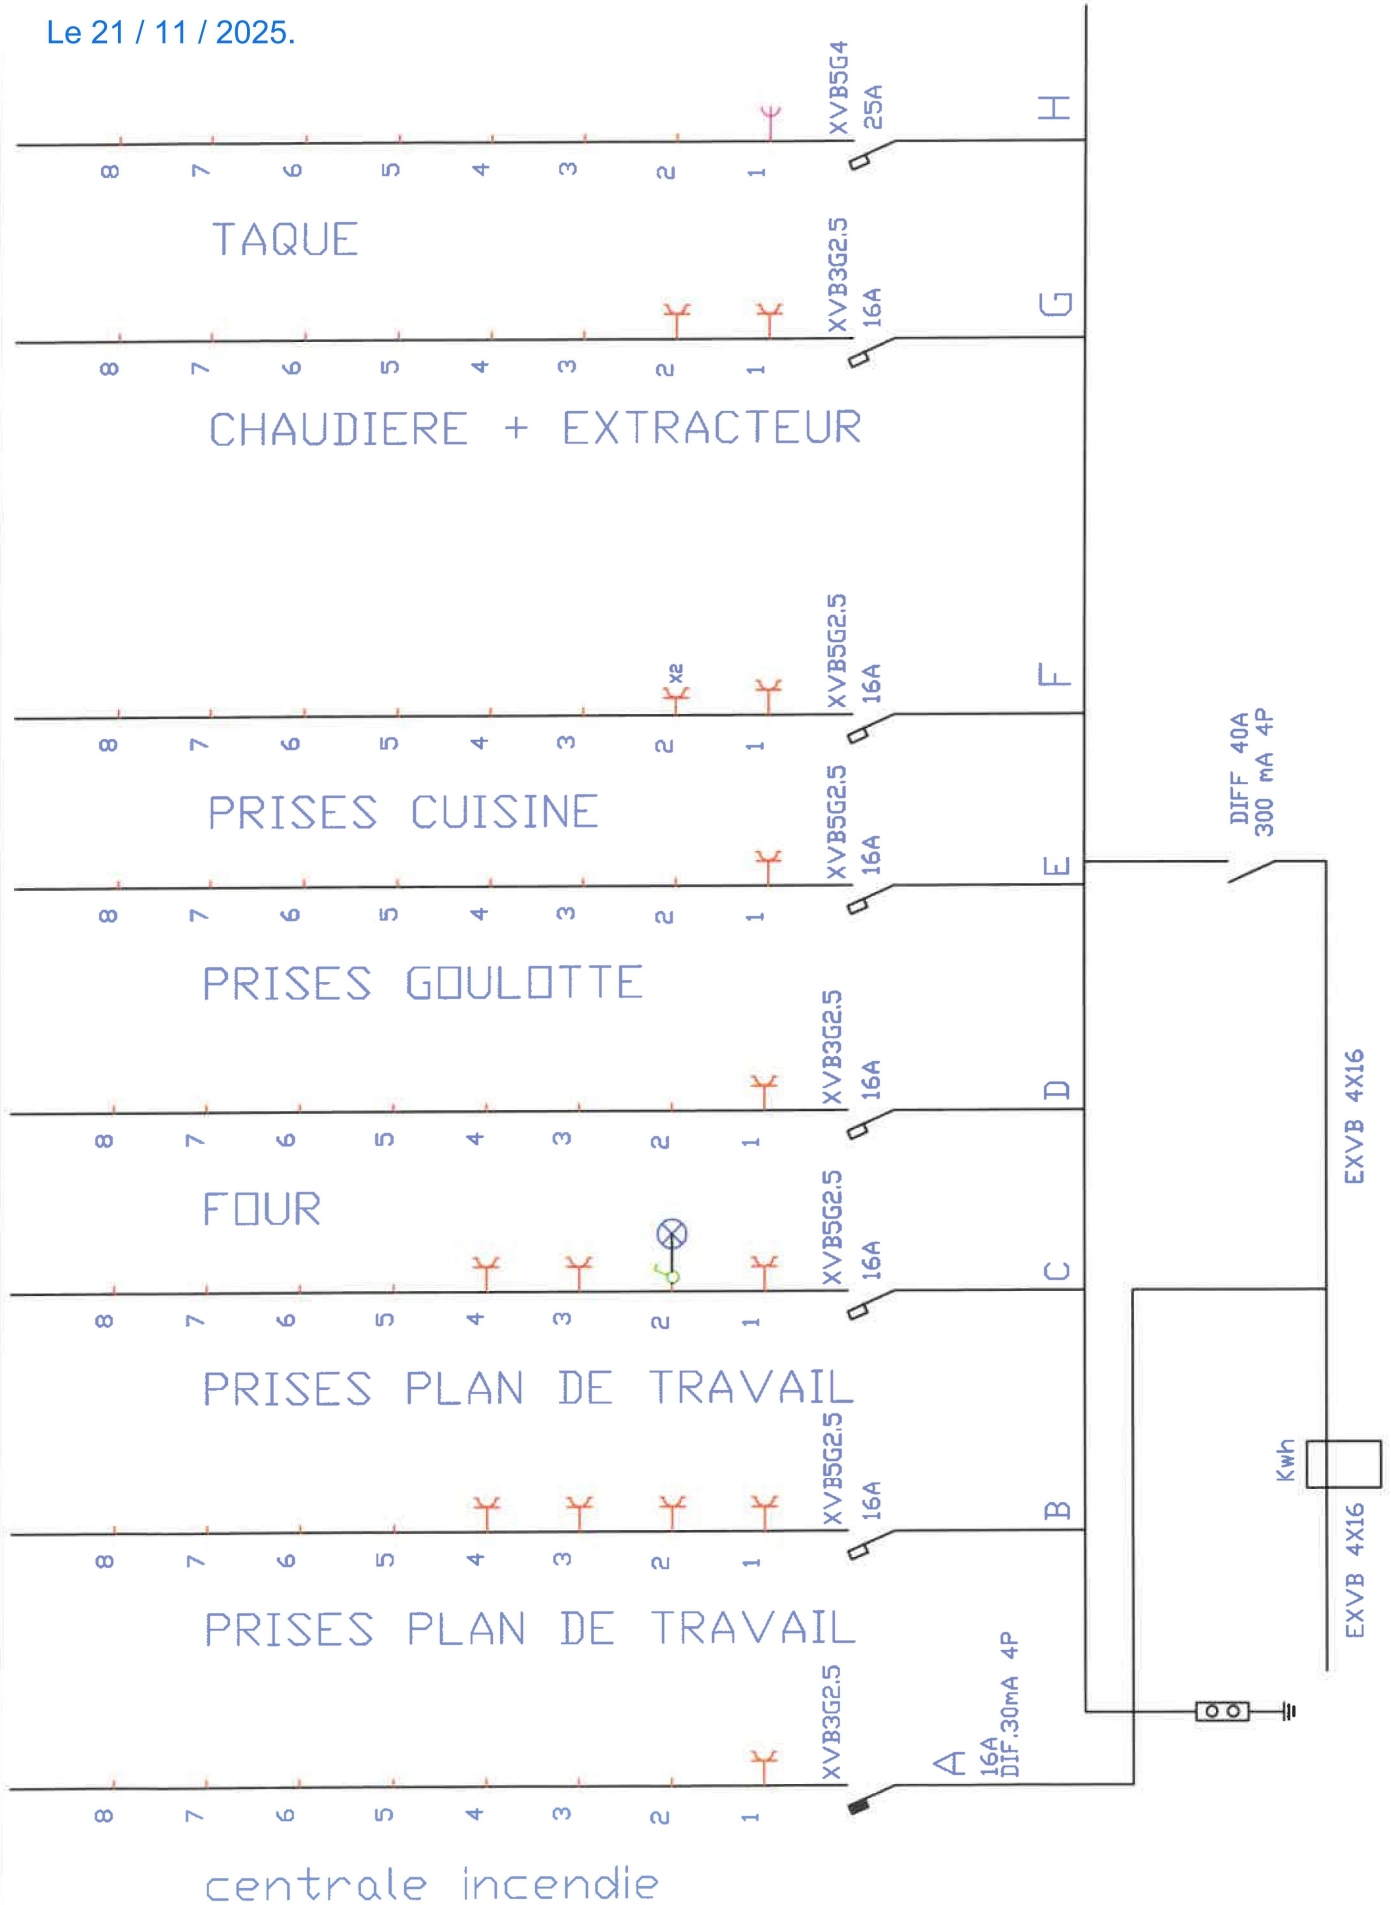 Le 21 / 11 / 2025.
XVB5G4
25A
H
8 7 6 5 4 3 2 1
TAQUE
XVB3G2.5
16A
G
8 7 6 5 4 3 2 1
CHAUDIERE + EXTRACTEUR
X2
XVB5G2.5
16A
F
8 7 6 5 4 3 2 1
PRISES CUISINE
XVB5G2.5
16A
E
8 7 6 5 4 3 2 1
PRISES GOULOTTE
DIFF 40A
300 mA 4P
XVB3G2.5
16A
D
8 7 6 5 4 3 2 1
FOUR
EXVB 4X16
XVB5G2.5
16A
C
8 7 6 5 4 3 2 1
PRISES PLAN DE TRAVAIL
Kwh
XVB5G2.5
16A
B
8 7 6 5 4 3 2 1
PRISES PLAN DE TRAVAIL
EXVB 4X16
XVB3G2.5
A
16A
DIF.30mA 4P
8 7 6 5 4 3 2 1
centrale incendie